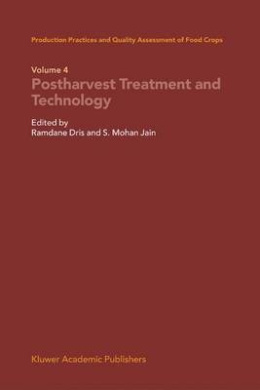 Production Practices and Quality Assessment of Food Crops
Volume 4
Postharvest Treatment and
Technology
Edited by
Ramdane Dris and S. Mohan Jain
Kluwer Academic Publishers